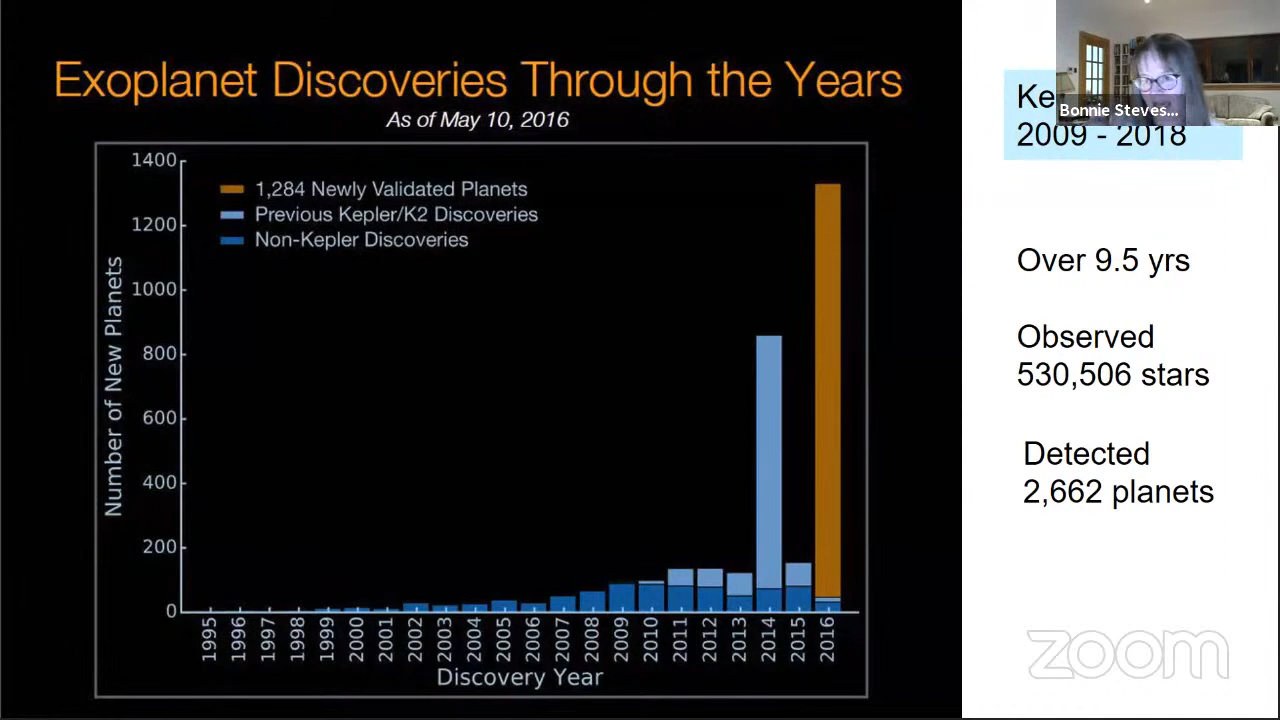 Exoplanet Discoveries Through the Years
As of May 10, 2016
1400
1200
1000
800
600
400
200
0
Number of New Planets
1,284 Newly Validated Planets
Previous Kepler/K2 Discoveries
Non-Kepler Discoveries
1995
1996
1997
1998
1999
2000
2001
2002
2003
2004
2005
2006
2007
2008
2009
2010
2011
2012
2013
2014
2015
2016
Discovery Year
Bonnie Steves...
2009 - 2018
Over 9.5 yrs
Observed
530,506 stars
Detected
2,662 planets
zoom